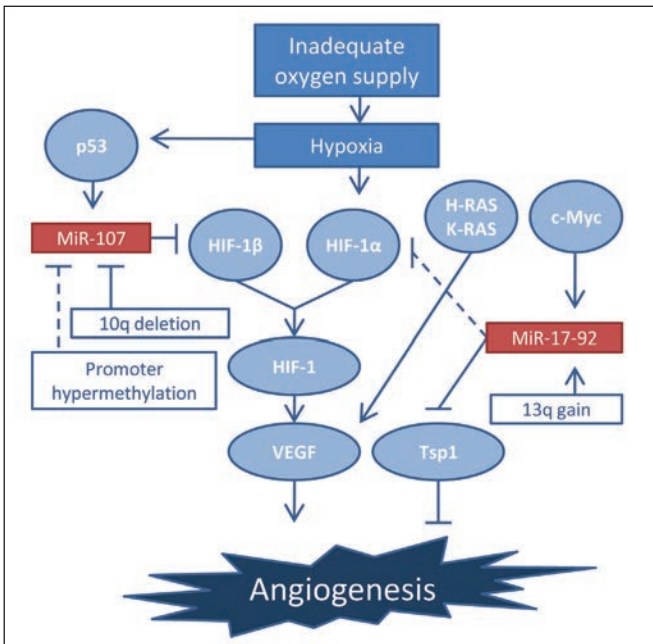 Inadequate
oxygen supply
Hypoxia
p53
MiR-107
HIF-1β
HIF-1α
H-RAS
K-RAS
c-Myc
10q deletion
Promoter
hypermethylation
HIF-1
MiR-17-92
13q gain
VEGF
Tsp1
Angiogenesis